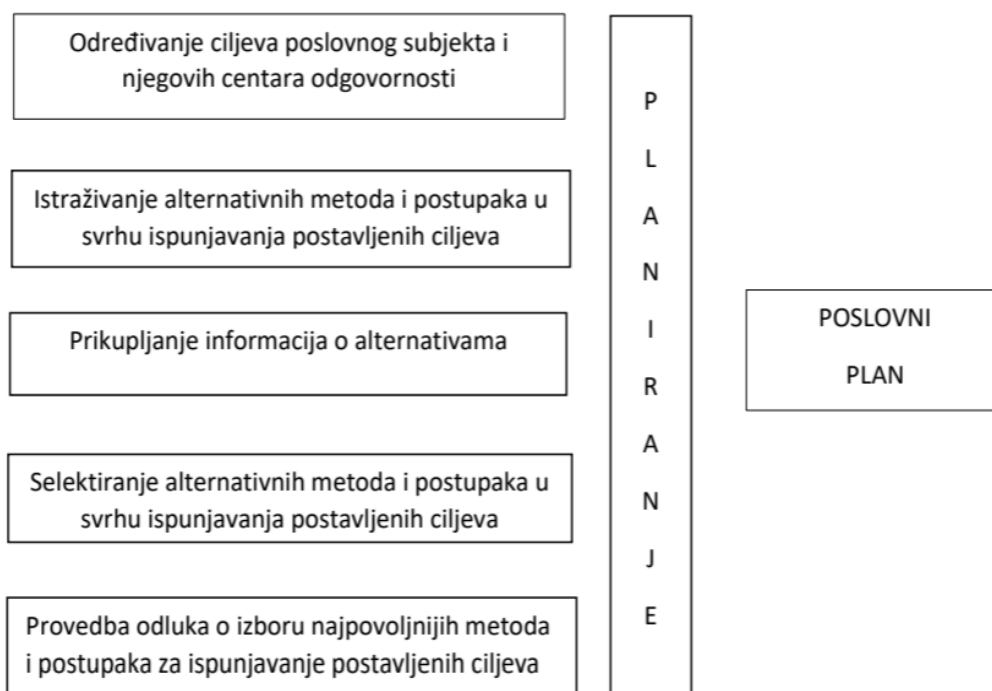 Određivanje ciljeva poslovnog subjekta i
njegovih centara odgovornosti
Istraživanje alternativnih metoda i postupaka u
svrhu ispunjavanja postavljenih ciljeva
Prikupljanje informacija o alternativama
Selektiranje alternativnih metoda i postupaka u
svrhu ispunjavanja postavljenih ciljeva
Provedba odluka o izboru najpovoljnijih metoda
i postupaka za ispunjavanje postavljenih ciljeva
P
L
A
N
I
R
A
N
J
E
POSLOVNI
PLAN